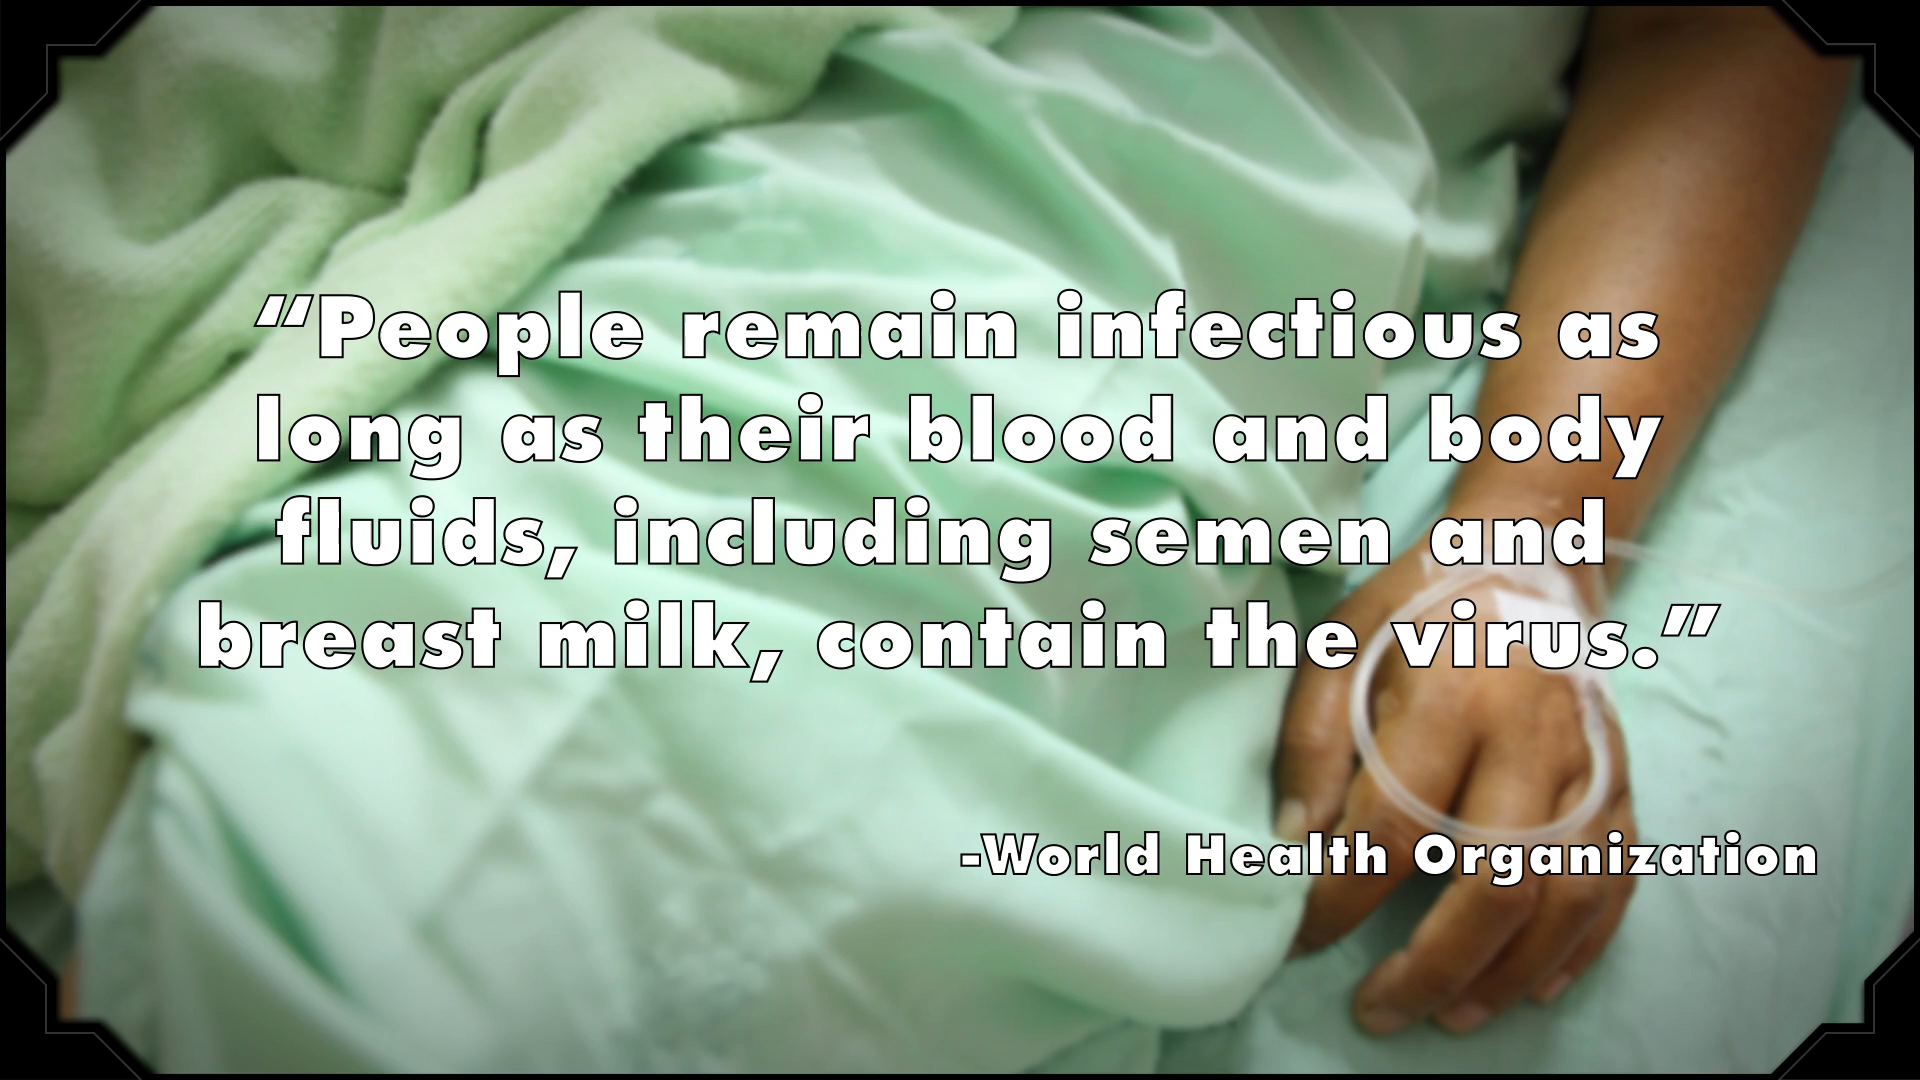 “People remain infectious as
long as their blood and body
fluids, including semen and
breast milk, contain the virus.”
-World Health Organization